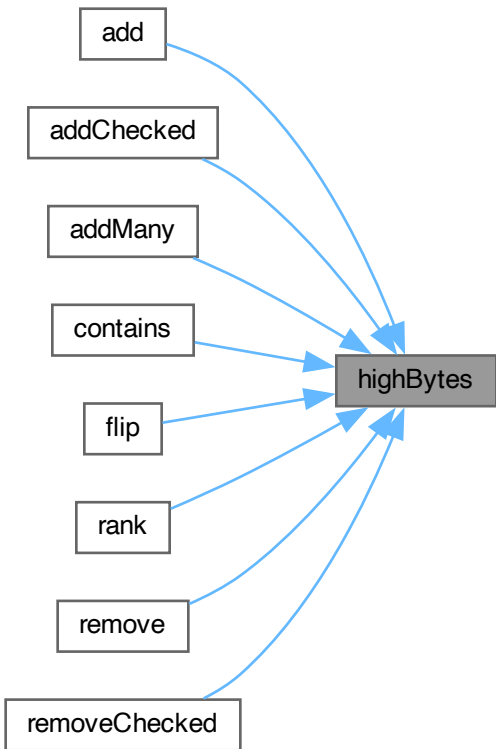 add
addChecked
addMany
contains
highBytes
flip
rank
remove
removeChecked